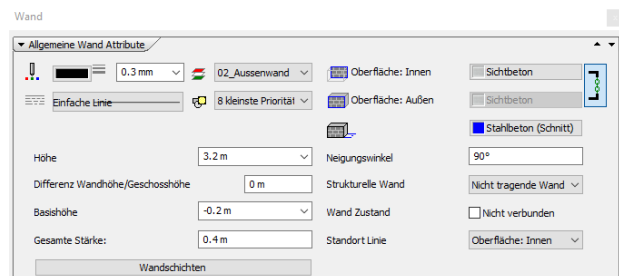 Wand
Allgemeine Wand Attribute
0.3 mm 02_Aussenwand Oberfläche: Innen Sichtbeton
Einfache Linie 8 kleinste Priorität Oberfläche: Außen Sichtbeton
Stahlbeton (Schnitt)
Höhe 3.2 m Neigungswinkel 90°
Differenz Wandhöhe/Geschosshöhe 0 m Strukturelle Wand Nicht tragende Wand
Basishöhe -0.2 m Wand Zustand Nicht verbunden
Gesamte Stärke: 0.4 m Standort Linie Oberfläche: Innen
Wandschichten